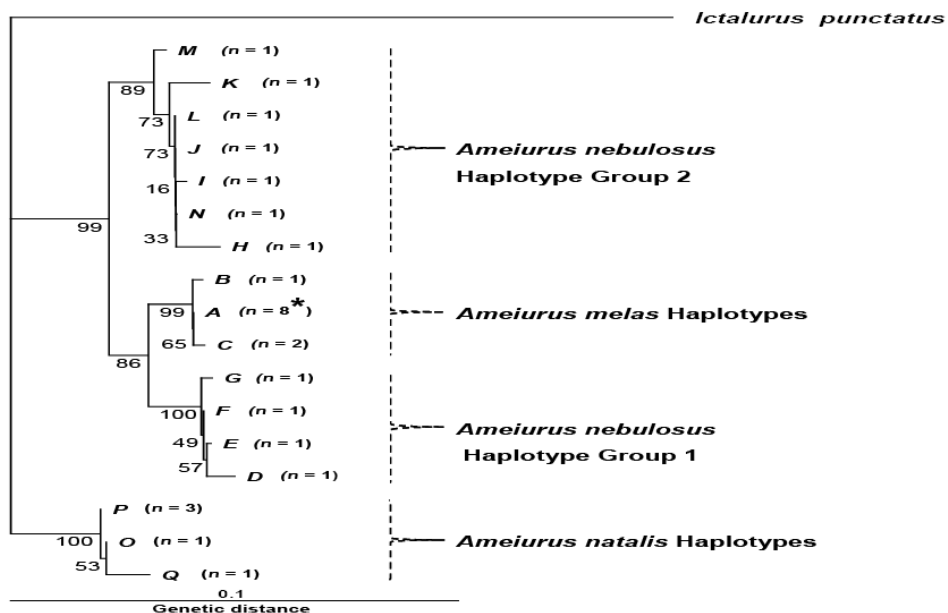 Ictalurus punctatus
M (n = 1)
89
K (n = 1)
73
L (n = 1)
73
J (n = 1)
Ameiurus nebulosus
Haplotype Group 2
16
I (n = 1)
N (n = 1)
33
H (n = 1)
99
B (n = 1)
99
A (n = 8*)
Ameiurus melas Haplotypes
65
C (n = 2)
86
G (n = 1)
100
F (n = 1)
Ameiurus nebulosus
Haplotype Group 1
49
E (n = 1)
57
D (n = 1)
P (n = 3)
100
O (n = 1)
Ameiurus natalis Haplotypes
53
Q (n = 1)
0.1
Genetic distance